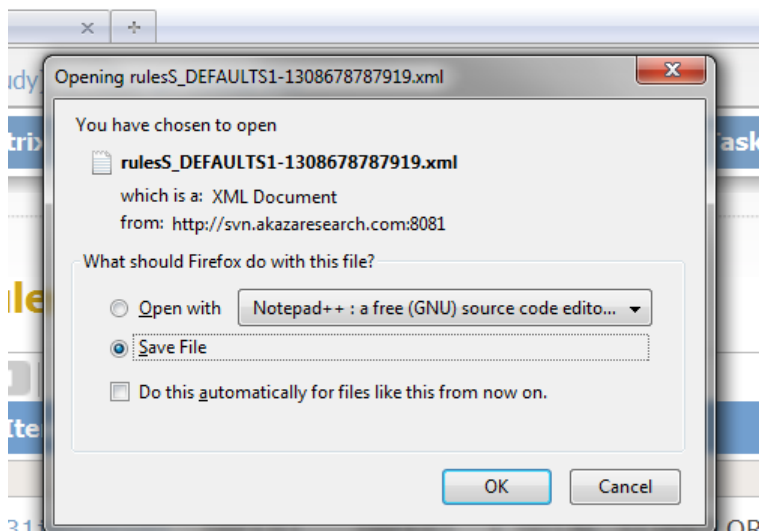 Opening rulesS_DEFAULTS1-1308678787919.xml
You have chosen to open
rulesS_DEFAULTS1-1308678787919.xml
which is a: XML Document
from: http://svn.akazaresearch.com:8081
What should Firefox do with this file?
Open with Notepad++ : a free (GNU) source code edito...
Save File
Do this automatically for files like this from now on.
OK Cancel
OR